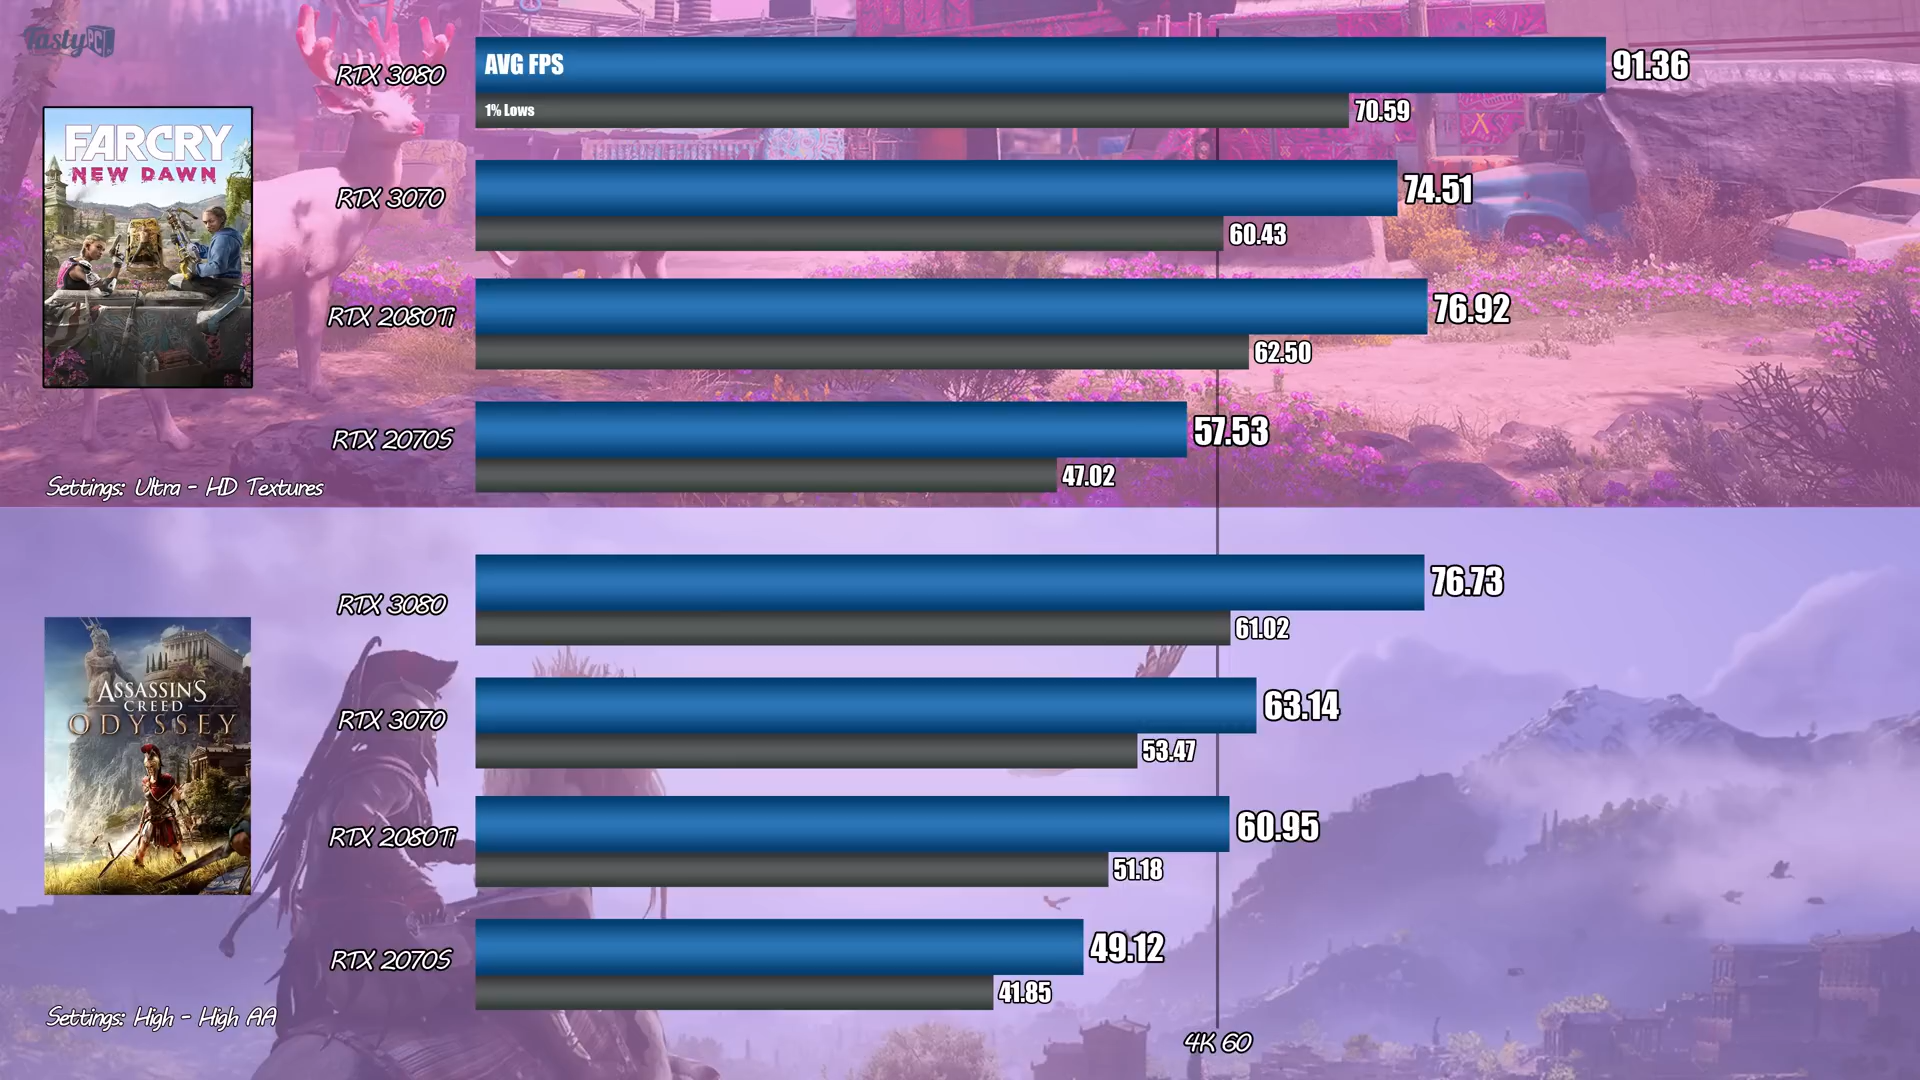 TastyPC
RTX 3080
AVG FPS
91.36
1% Lows
70.59
FARCRY
NEW DAWN
RTX 3070
74.51
60.43
RTX 2080Ti
76.92
62.50
RTX 2070S
57.53
47.02
Settings: Ultra - HD Textures
RTX 3080
76.73
61.02
ASSASSIN'S
CREED
ODYSSEY
RTX 3070
63.14
53.47
RTX 2080Ti
60.95
51.18
RTX 2070S
49.12
41.85
Settings: High - High AA
4K 60